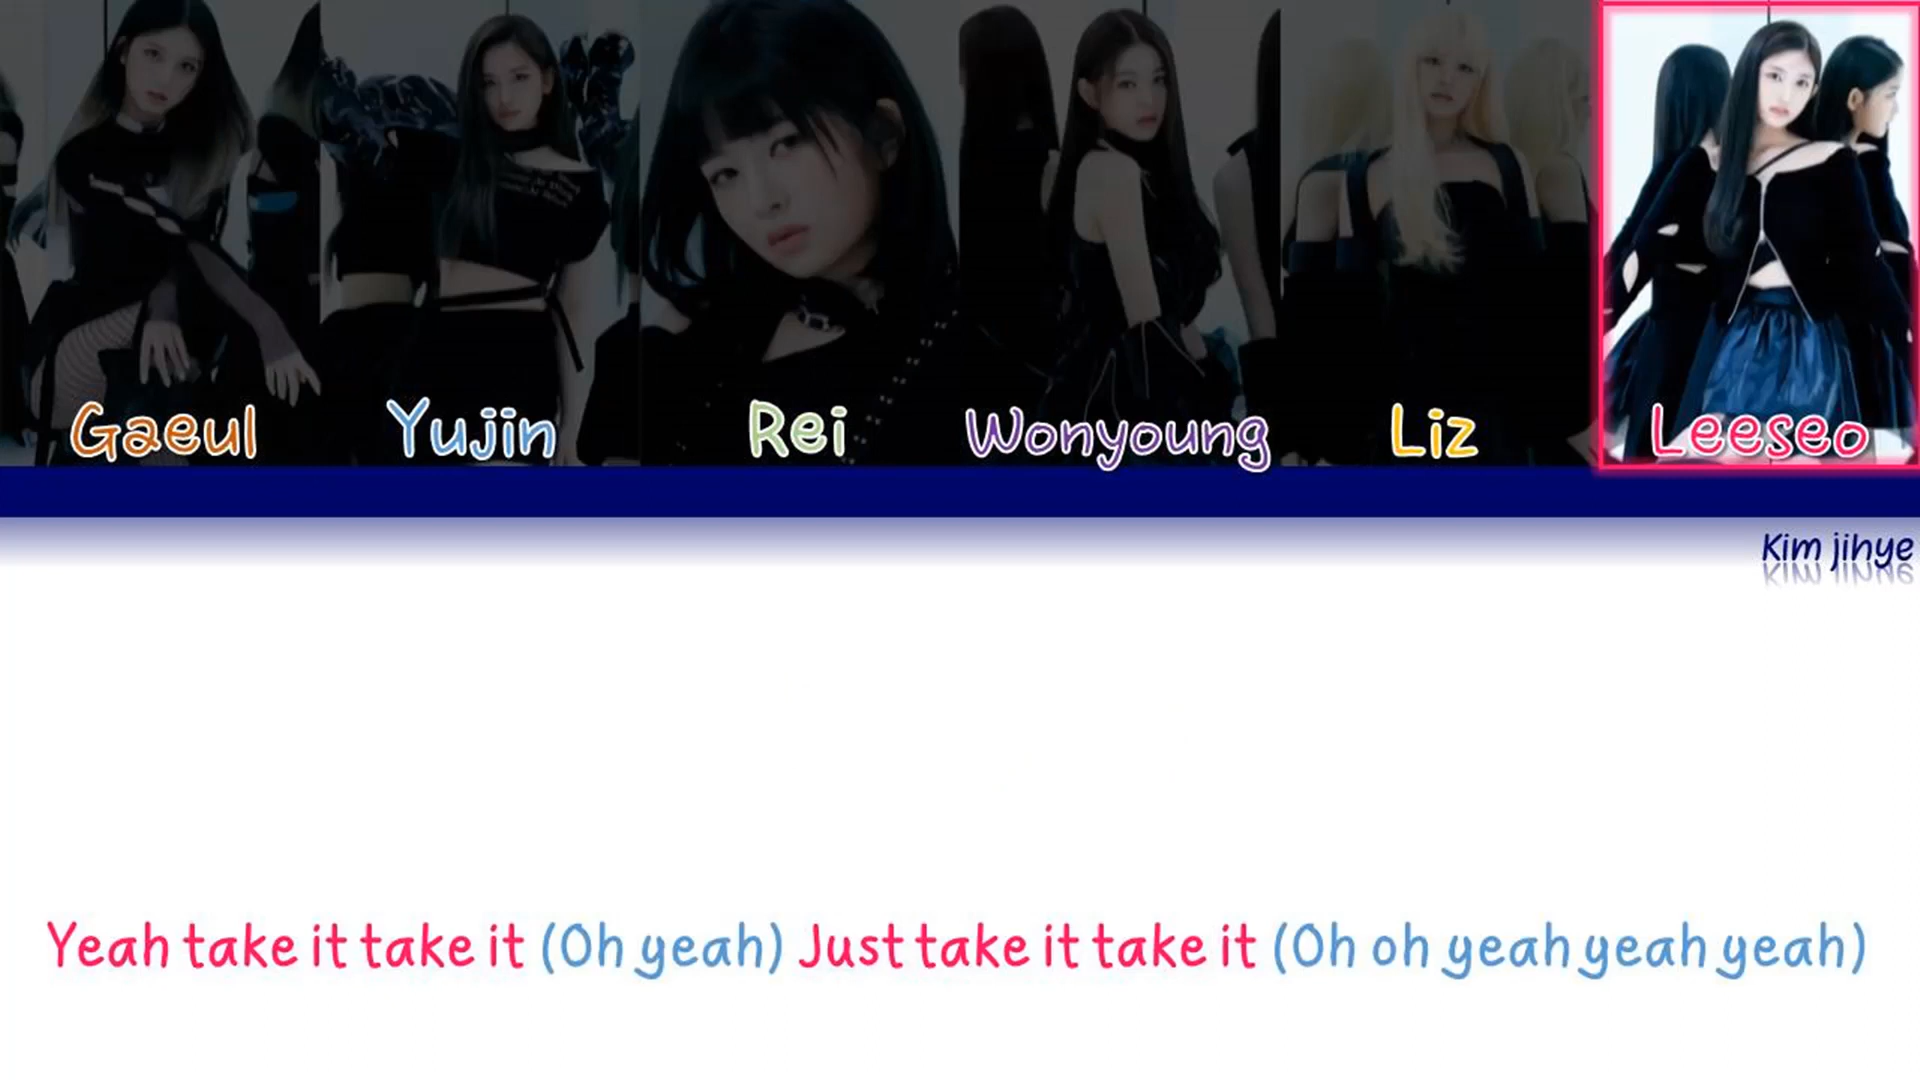 Gaeul Yujin Rei Wonyoung Liz Leeseo
Kim jihye
Yeah take it take it (Oh yeah) Just take it take it (Oh oh yeah yeah yeah)